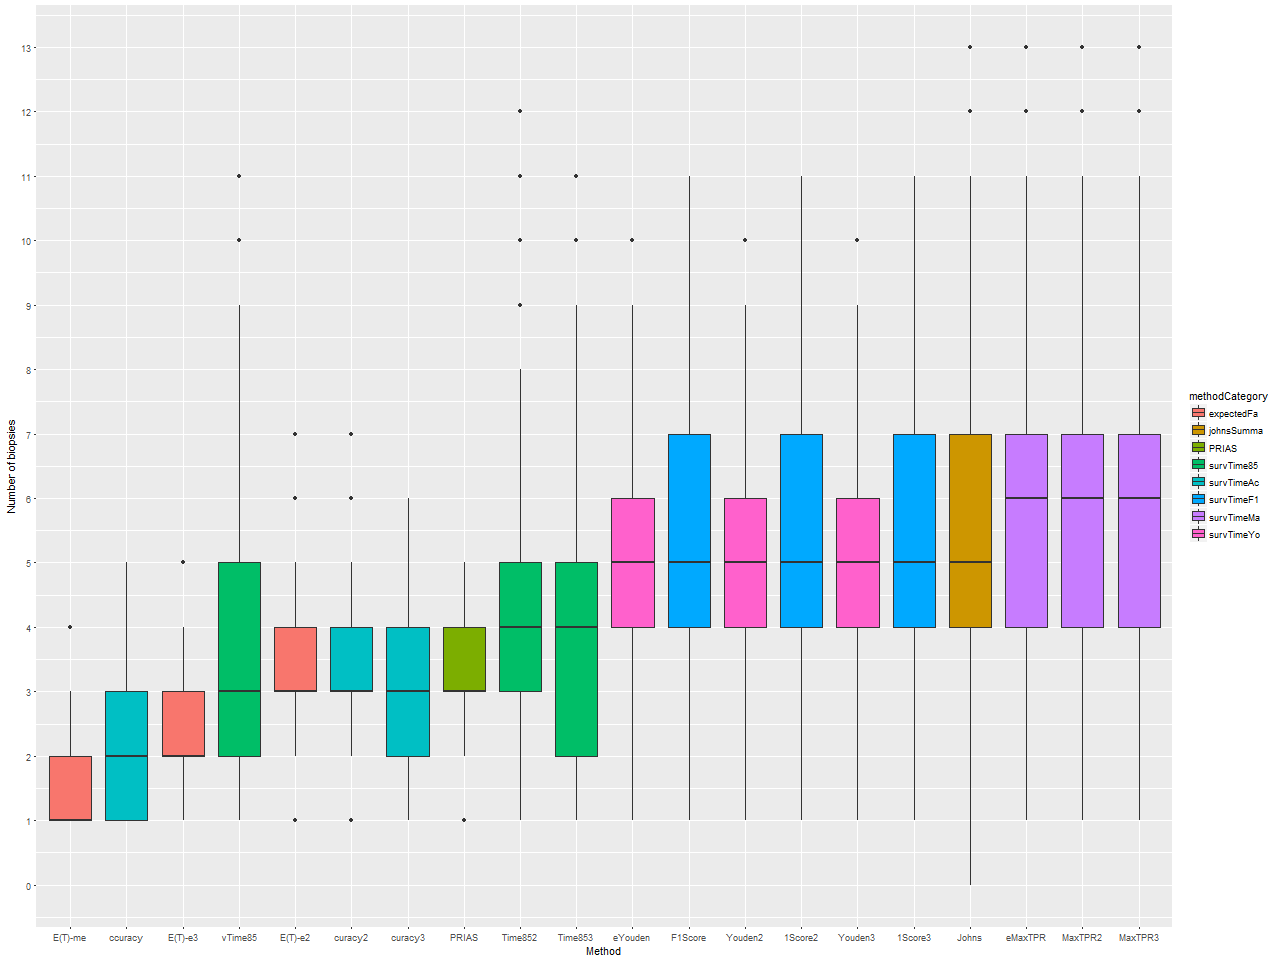 Number of biopsies
13
12
11
10
9
8
7
6
5
4
3
2
1
0
E(T)-me ccuracy E(T)-e3 vTime85 E(T)-e2 curacy2 curacy3 PRIAS Time852 Time853 eYouden F1Score Youden2 1Score2 Youden3 1Score3 Johns eMaxTPR MaxTPR2 MaxTPR3
Method
methodCategory
expectedFa
johnsSumma
PRIAS
survTime85
survTimeAc
survTimeF1
survTimeMa
survTimeYo